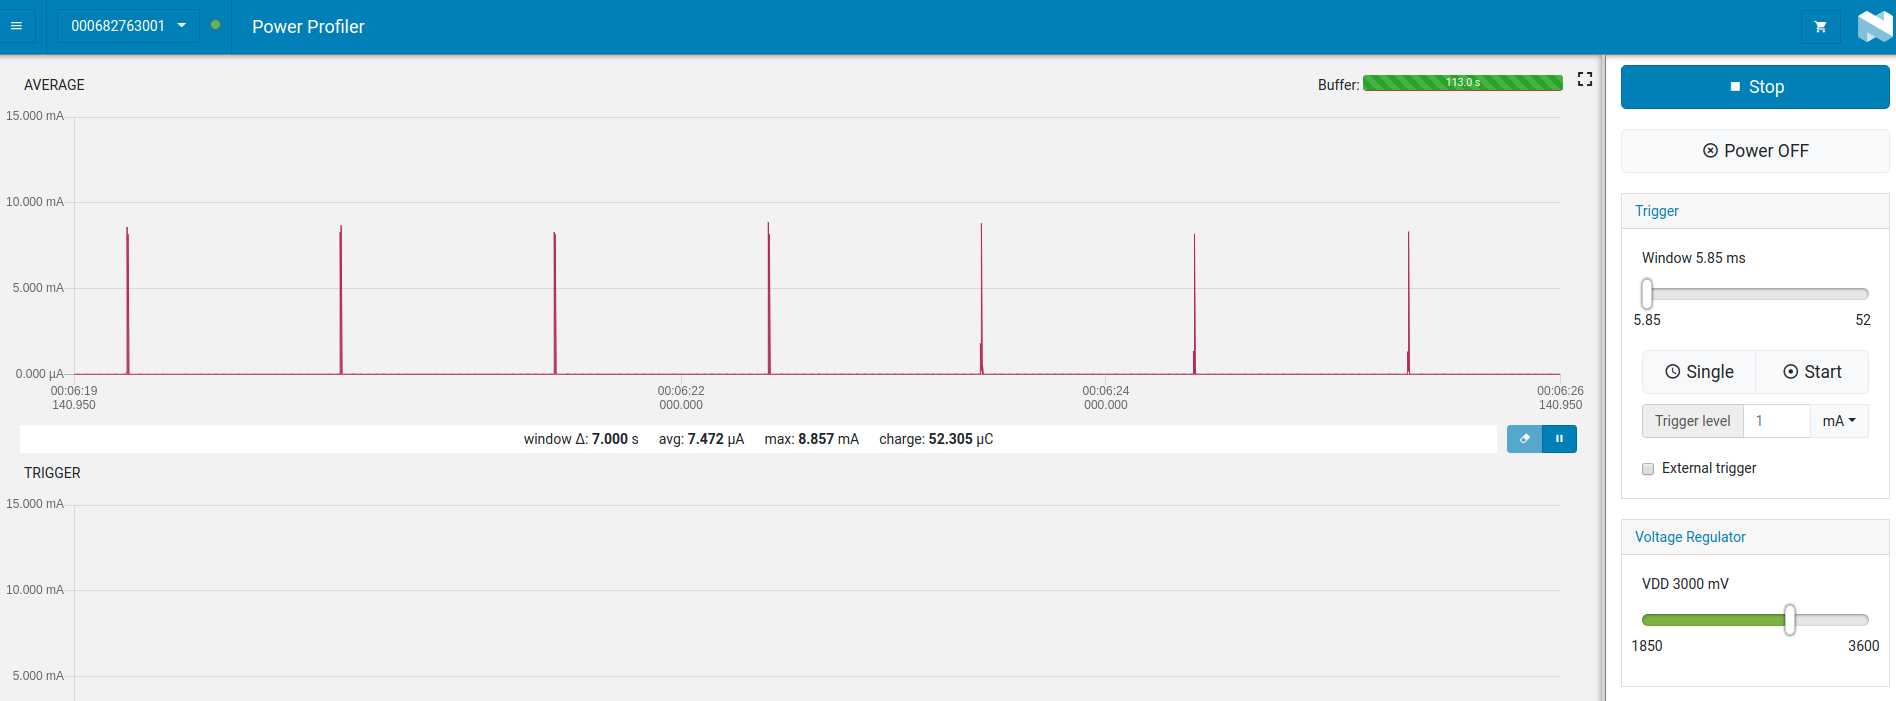 000682763001
Power Profiler
AVERAGE
Buffer: 113.0 s
15.000 mA
10.000 mA
5.000 mA
0.000 µA
00:06:19 00:06:22 00:06:24 00:06:26
140.950 000.000 000.000 140.950
window Δ: 7.000 s avg: 7.472 µA max: 8.857 mA charge: 52.305 µC
TRIGGER
15.000 mA
10.000 mA
5.000 mA
Stop
Power OFF
Trigger
Window 5.85 ms
5.85 52
Single Start
Trigger level 1 mA
External trigger
Voltage Regulator
VDD 3000 mV
1850 3600